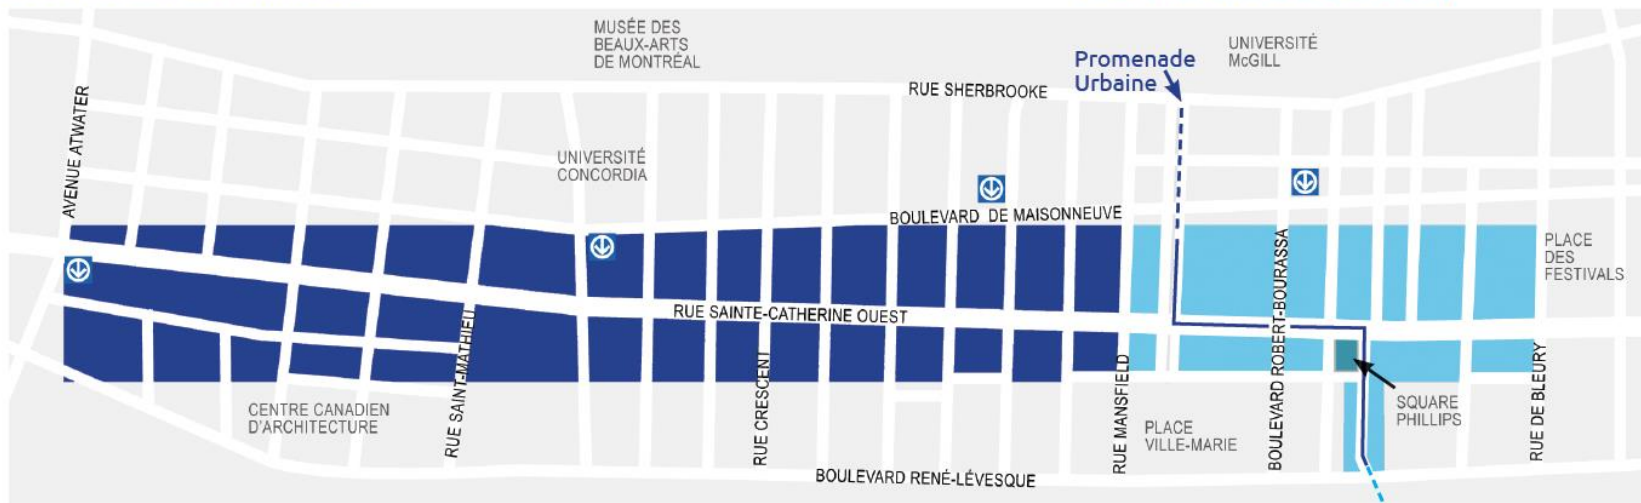 MUSÉE DES
BEAUX-ARTS
DE MONTRÉAL
UNIVERSITÉ
McGILL
Promenade
Urbaine
RUE SHERBROOKE
AVENUE ATWATER
UNIVERSITÉ
CONCORDIA
BOULEVARD DE MAISONNEUVE
PLACE
DES
FESTIVALS
RUE SAINTE-CATHERINE OUEST
BOULEVARD ROBERT-BOURASSA
RUE SAINT-MATHIEU
RUE CRESCENT
RUE MANSFIELD
RUE DE BLEURY
CENTRE CANADIEN
D'ARCHITECTURE
PLACE
VILLE-MARIE
SQUARE
PHILLIPS
BOULEVARD RENÉ-LÉVESQUE